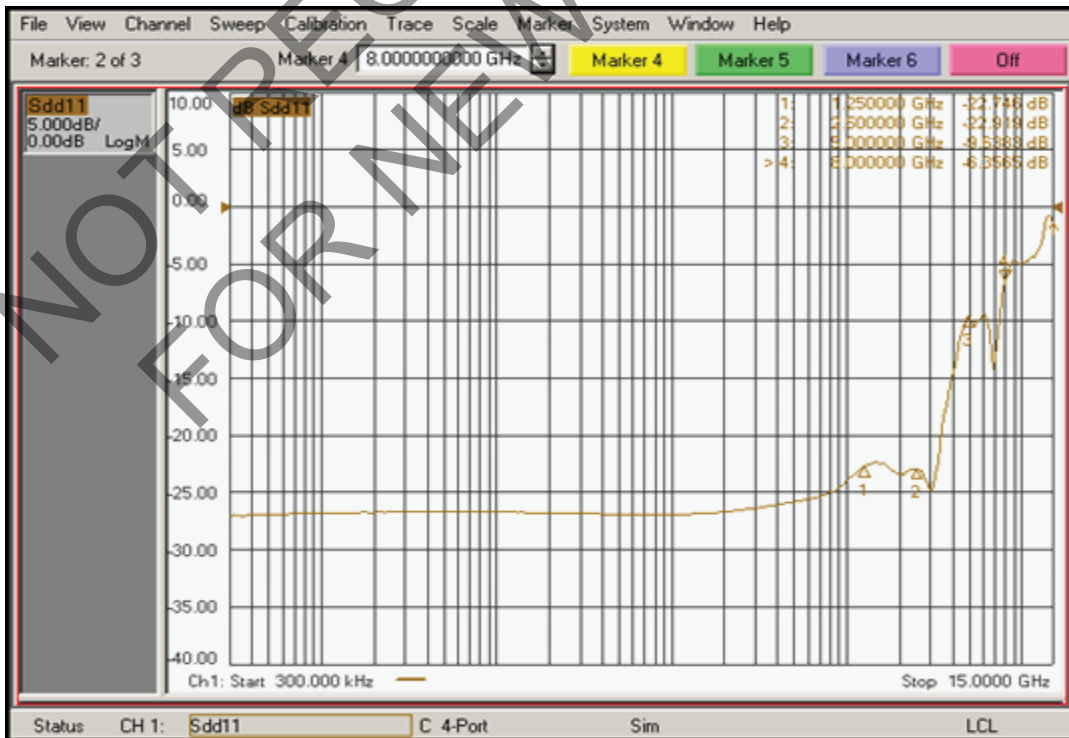 File View Channel Sweep Calibration Trace Scale Marker System Window Help
Marker: 2 of 3 Marker 4 8.0000000000 GHz Marker 4 Marker 5 Marker 6 Off
Sdd11
5.000dB/
0.00dB LogM
dB Sdd11
1: 1.250000 GHz -22.746 dB
2: 2.500000 GHz -22.919 dB
3: 5.000000 GHz -9.5383 dB
> 4: 8.000000 GHz -6.3565 dB
10.00
5.00
0.00
-5.00
-10.00
-15.00
-20.00
-25.00
-30.00
-35.00
-40.00
1
2
3
4
Ch1: Start 300.000 kHz
Stop 15.0000 GHz
Status CH 1: Sdd11 C 4-Port Sim LCL
NOT
FOR NEW